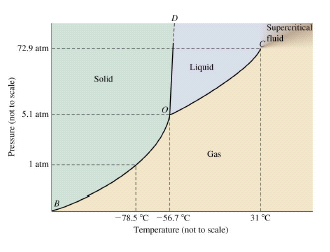 D
Supercritical
fluid
72.9 atm
C
Liquid
Solid
Pressure (not to scale)
5.1 atm
O
Gas
1 atm
B
−78.5 °C −56.7 °C 31 °C
Temperature (not to scale)